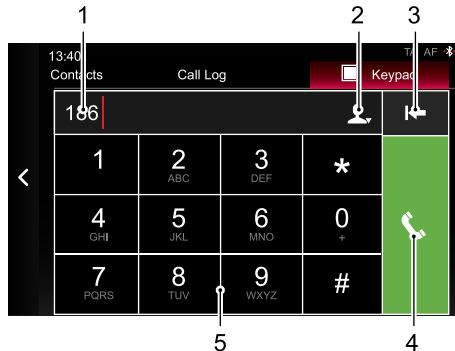 1 2 3
13:40 TA AF
Contacts Call Log Keypad
186
1 2 3 *
ABC DEF
4 5 6 0
GHI JKL MNO +
7 8 9 #
PQRS TUV WXYZ
5 4